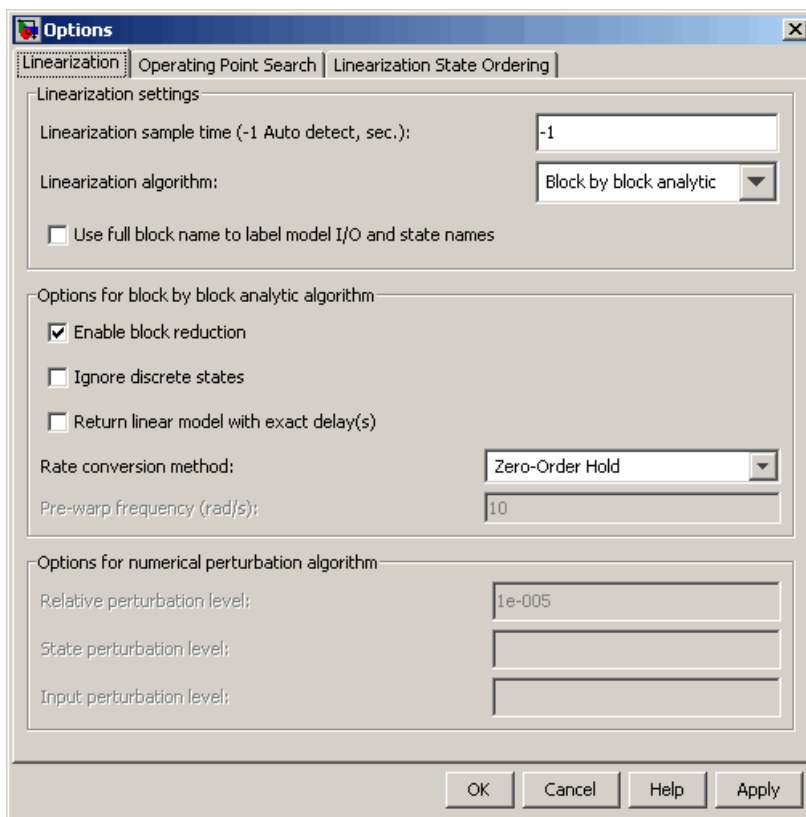 Options
Linearization Operating Point Search Linearization State Ordering
Linearization settings
Linearization sample time (-1 Auto detect, sec.): -1
Linearization algorithm: Block by block analytic
Use full block name to label model I/O and state names
Options for block by block analytic algorithm
Enable block reduction
Ignore discrete states
Return linear model with exact delay(s)
Rate conversion method: Zero-Order Hold
Pre-warp frequency (rad/s): 10
Options for numerical perturbation algorithm
Relative perturbation level: 1e-005
State perturbation level:
Input perturbation level:
OK Cancel Help Apply